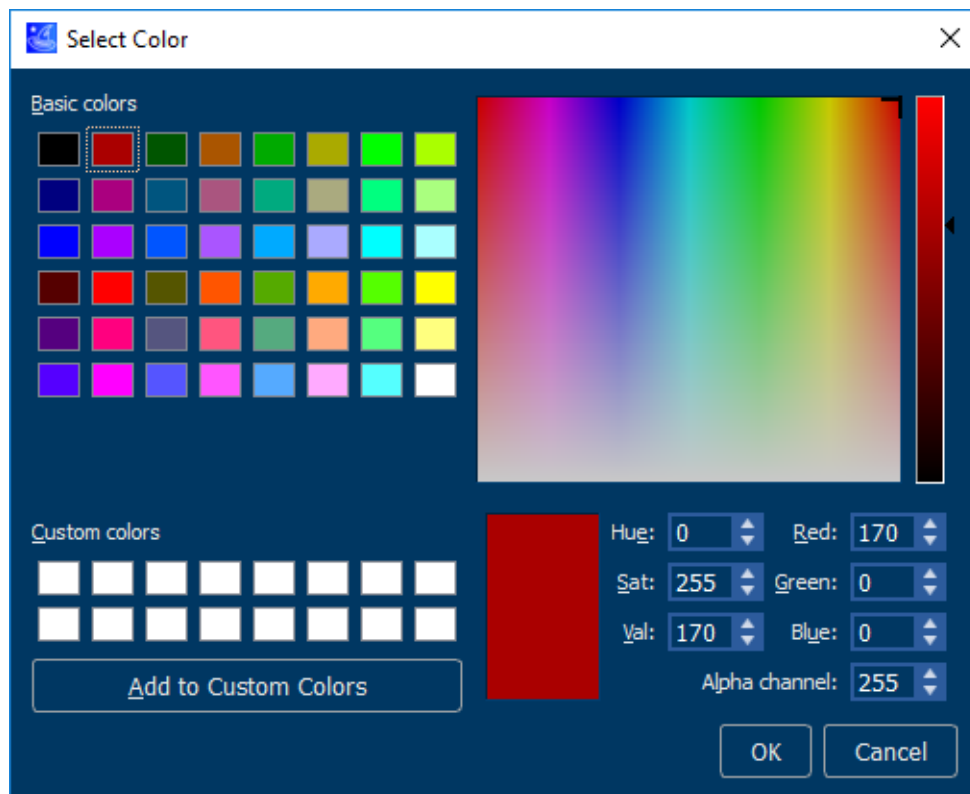 Select Color
Basic colors
Custom colors
Add to Custom Colors
Hue: 0 Red: 170
Sat: 255 Green: 0
Val: 170 Blue: 0
Alpha channel: 255
OK Cancel